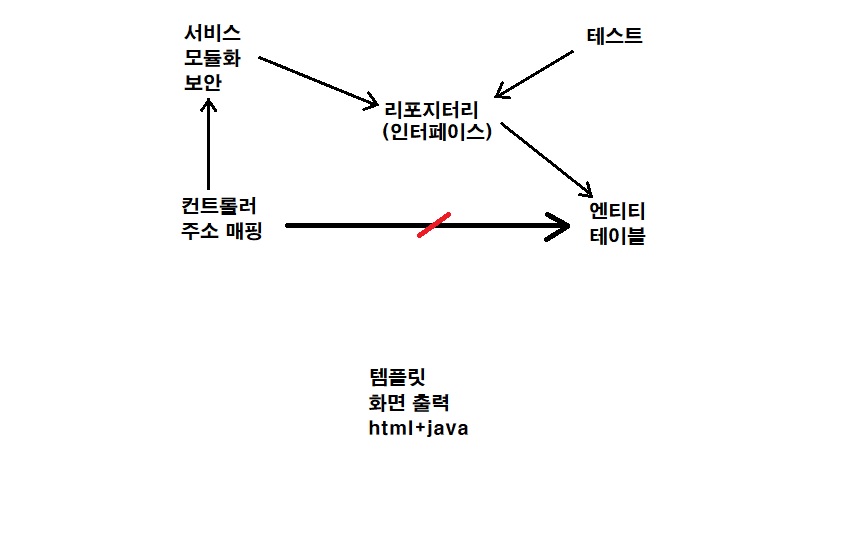 서비스
모듈화
보안
테스트
리포지터리
(인터페이스)
컨트롤러
주소 매핑
엔티티
테이블
템플릿
화면 출력
html+java